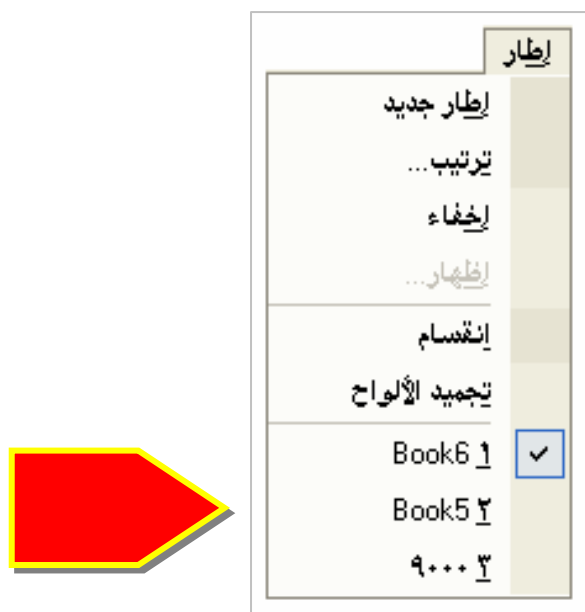 إطار
إطار جديد
ترتيب...
إخفاء
إظهار...
انقسام
تجميد الألواح
١ Book6
٢ Book5
٣ ٩٠٠٠